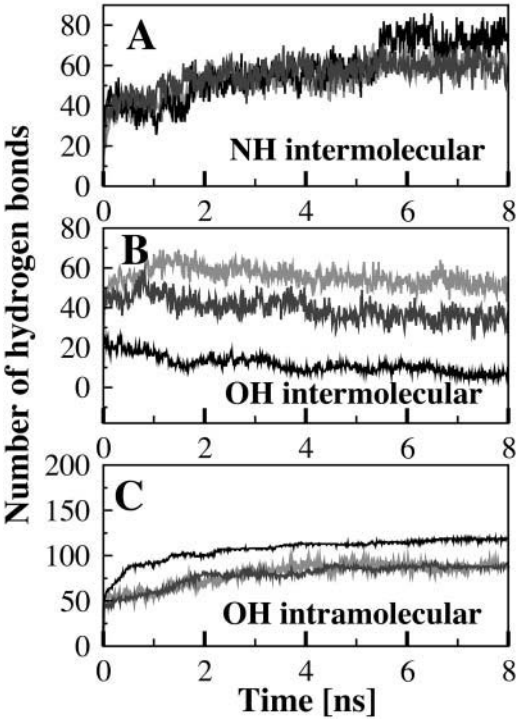 Number of hydrogen bonds
A
80
60
40
20
0
NH intermolecular
0 2 4 6 8
B
80
60
40
20
0
OH intermolecular
0 2 4 6 8
C
200
150
100
50
0
OH intramolecular
0 2 4 6 8
Time [ns]